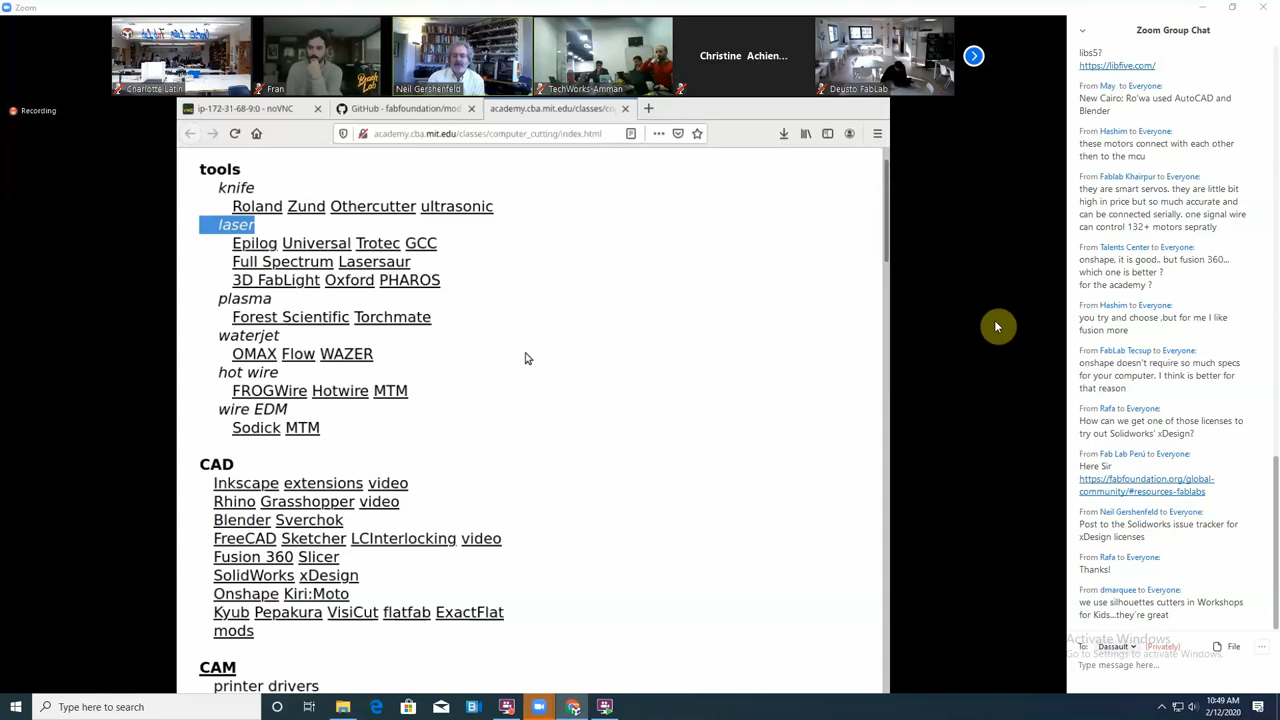 Zoom
Charlotte Latin
Fran
Neil Gershenfeld
TechWorks-Amman
Christine Achien...
Deusto FabLab
Recording
ip-172-31-68-9:0 - noVNC
GitHub - fabfoundation/mod
academy.cba.mit.edu/classes/co
academy.cba.mit.edu/classes/computer_cutting/index.html
tools
knife
Roland Zund Othercutter ultrasonic
laser
Epilog Universal Trotec GCC
Full Spectrum Lasersaur
3D FabLight Oxford PHAROS
plasma
Forest Scientific Torchmate
waterjet
OMAX Flow WAZER
hot wire
FROGWire Hotwire MTM
wire EDM
Sodick MTM
CAD
Inkscape extensions video
Rhino Grasshopper video
Blender Sverchok
FreeCAD Sketcher LCInterlocking video
Fusion 360 Slicer
SolidWorks xDesign
Onshape Kiri:Moto
Kyub Pepakura VisiCut flatfab ExactFlat
mods
CAM
printer drivers
Zoom Group Chat
libs5?
https://libfive.com/
From May to Everyone:
New Cairo; Ro'wa used AutoCAD and
Blender
From Hashim to Everyone:
these motors connect with each other
then to the mcu
From Fablab Khairpur to Everyone:
they are smart servos. they are little bit
high in price but so much accurate and
can be connected serially. one signal wire
can control 132+ motors sepratly
From Talents Center to Everyone:
onshape, it is good.. but fusion 360...
which one is better ?
for the academy ?
From Hashim to Everyone:
you try and choose ,but for me I like
fusion more
From FabLab Tecsup to Everyone:
onshape doesn't require so much specs
for your computer. I think is better for
that reason
From Rafa to Everyone:
How can we get one of those licenses to
try out Solidworks' xDesign?
From Fab Lab Perú to Everyone:
Here Sir
https://fabfoundation.org/global-
community/#resources-fablabs
From Neil Gershenfeld to Everyone:
Post to the Solidworks issue tracker for
xDesign licenses
From Rafa to Everyone:
Thanks!
From dmarquee to Everyone:
we use silhouettes cutters in Workshops
for Kids...they're great
Activate Windows
Go to Settings to activate Windows.
To: Dassault (Privately) File ...
Type message here...
Type here to search
10:49 AM
2/12/2020